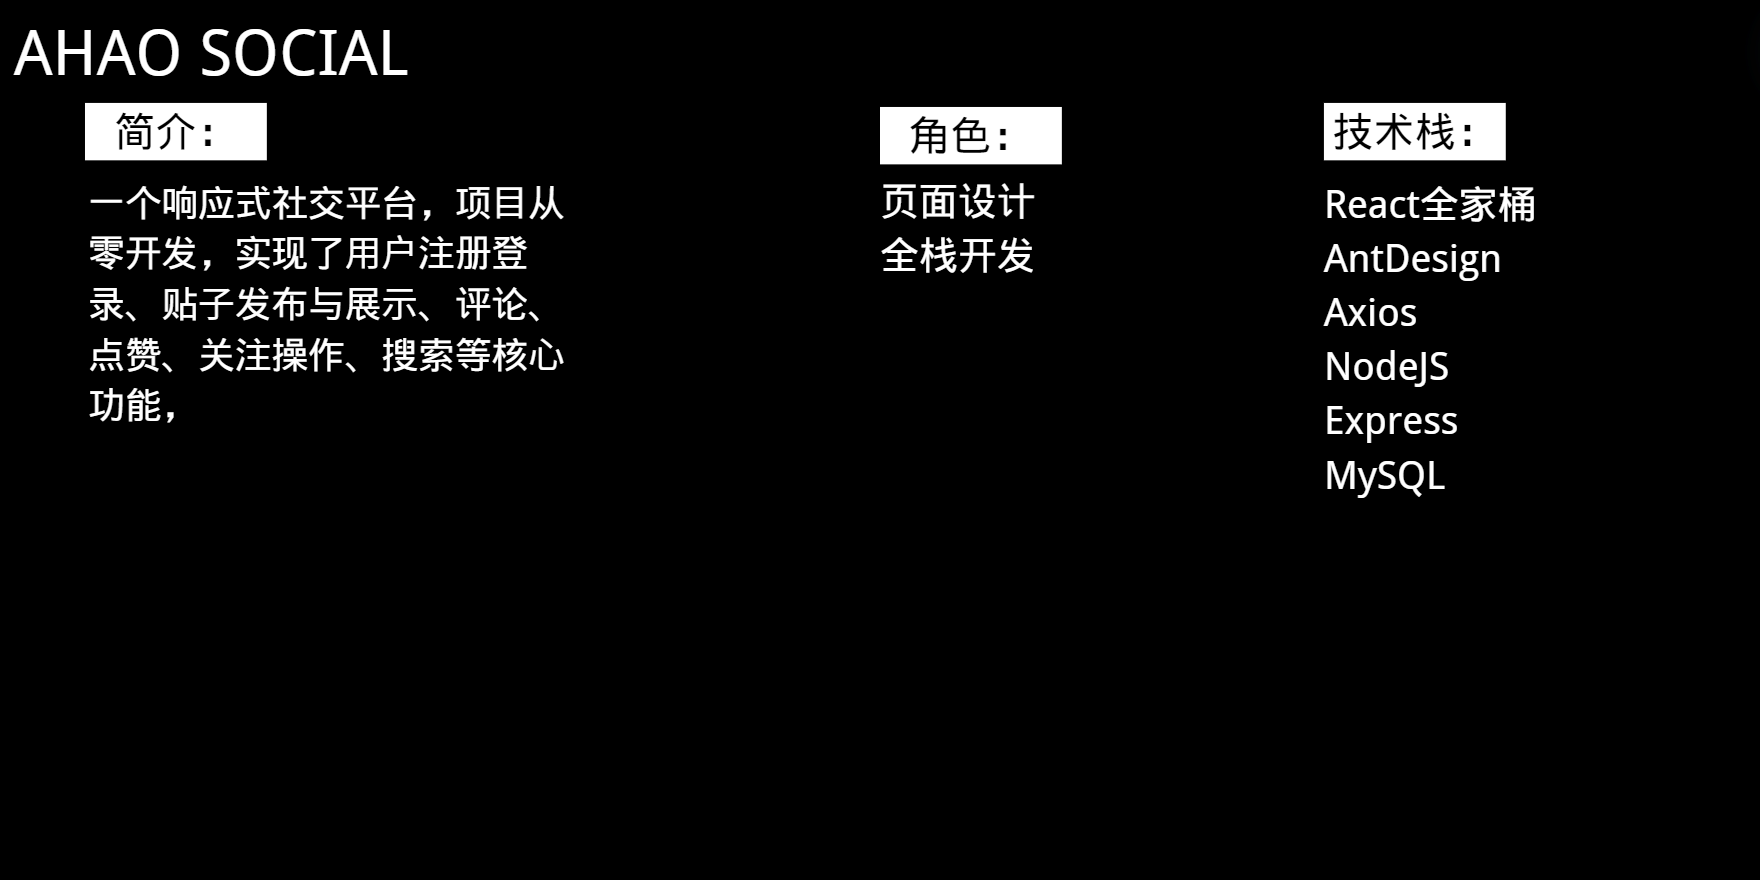 AHAO SOCIAL
简介：
一个响应式社交平台，项目从
零开发，实现了用户注册登
录、贴子发布与展示、评论、
点赞、关注操作、搜索等核心
功能，
角色：
页面设计
全栈开发
技术栈：
React全家桶
AntDesign
Axios
NodeJS
Express
MySQL